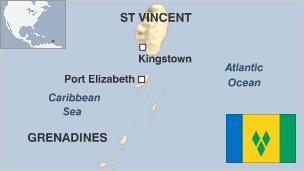 ST VINCENT
Kingstown
Port Elizabeth
Atlantic
Ocean
Caribbean
Sea
GRENADINES